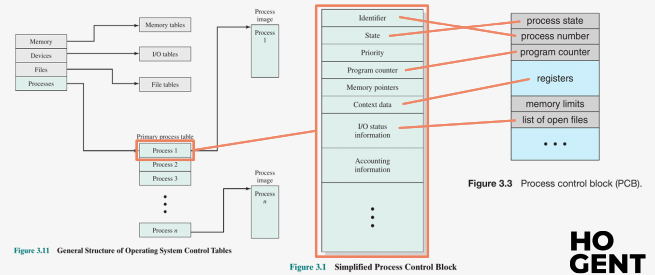 Memory
Devices
Files
Processes
Memory tables
I/O tables
File tables
Process
image
Process
1
Primary process table
Process 1
Process 2
Process 3
Process n
Process
image
Process
n
Figure 3.11 General Structure of Operating System Control Tables
Identifier
State
Priority
Program counter
Memory pointers
Context data
I/O status
information
Accounting
information
Figure 3.1 Simplified Process Control Block
process state
process number
program counter
registers
memory limits
list of open files
• • •
Figure 3.3 Process control block (PCB).
HO
GENT